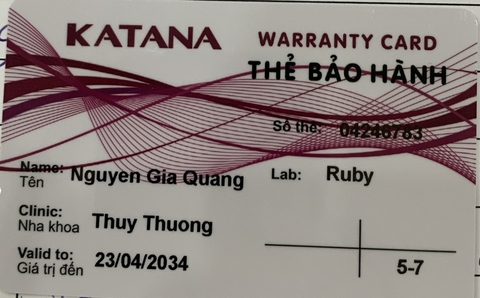 KATANA WARRANTY CARD
THẺ BẢO HÀNH
Số thẻ: 04240783
Name:
Tên Nguyen Gia Quang Lab: Ruby
Clinic:
Nha khoa Thuy Thuong
Valid to:
Giá trị đến 23/04/2034
5-7